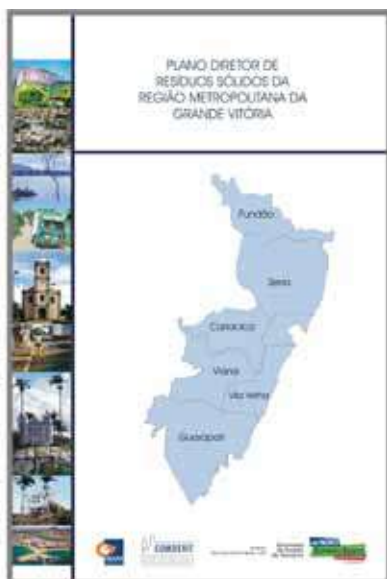 PLANO DIRETOR DE
RESÍDUOS SÓLIDOS DA
REGIÃO METROPOLITANA DA
GRANDE VITÓRIA
Fundão
Serra
Cariacica
Viana
Vila Velha
Guarapari